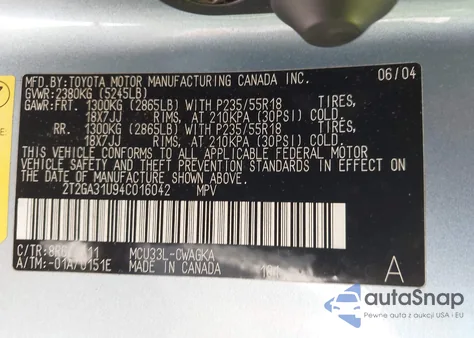 MFD.BY:TOYOTA MOTOR MANUFACTURING CANADA INC. 06/04
GVWR:2380KG (5245LB)
GAWR:FRT. 1300KG (2865LB) WITH P235/55R18 TIRES,
18X7JJ RIMS, AT 210KPA (30PSI) COLD
RR. 1300KG (2865LB) WITH P235/55R18 TIRES,
18X7JJ RIMS, AT 210KPA (30PSI) COLD
THIS VEHICLE CONFORMS TO ALL APPLICABLE FEDERAL MOTOR
VEHICLE SAFETY AND THEFT PREVENTION STANDARDS IN EFFECT ON
THE DATE OF MANUFACTURE SHOWN ABOVE.
2T2GA31U94C016042 MPV
C/TR: MCU33L-CWAGKA
A/TM:-01A/ MADE IN CANADA A
autoSnap
Pewne auta z aukcji USA i EU